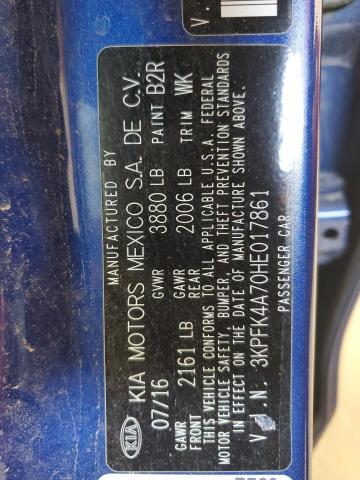 MANUFACTURED BY
KIA KIA MOTORS MEXICO S.A. DE C.V.
07/16 GVWR 3880 LB PAINT B2R
GAWR FRONT 2161 LB GAWR REAR 2006 LB TRIM WK
THIS VEHICLE CONFORMS TO ALL APPLICABLE U.S.A. FEDERAL
MOTOR VEHICLE SAFETY, BUMPER, AND THEFT PREVENTION STANDARDS
IN EFFECT ON THE DATE OF MANUFACTURE SHOWN ABOVE.
V. I. N. 3KPFK4A70HE017861
PASSENGER CAR
V.